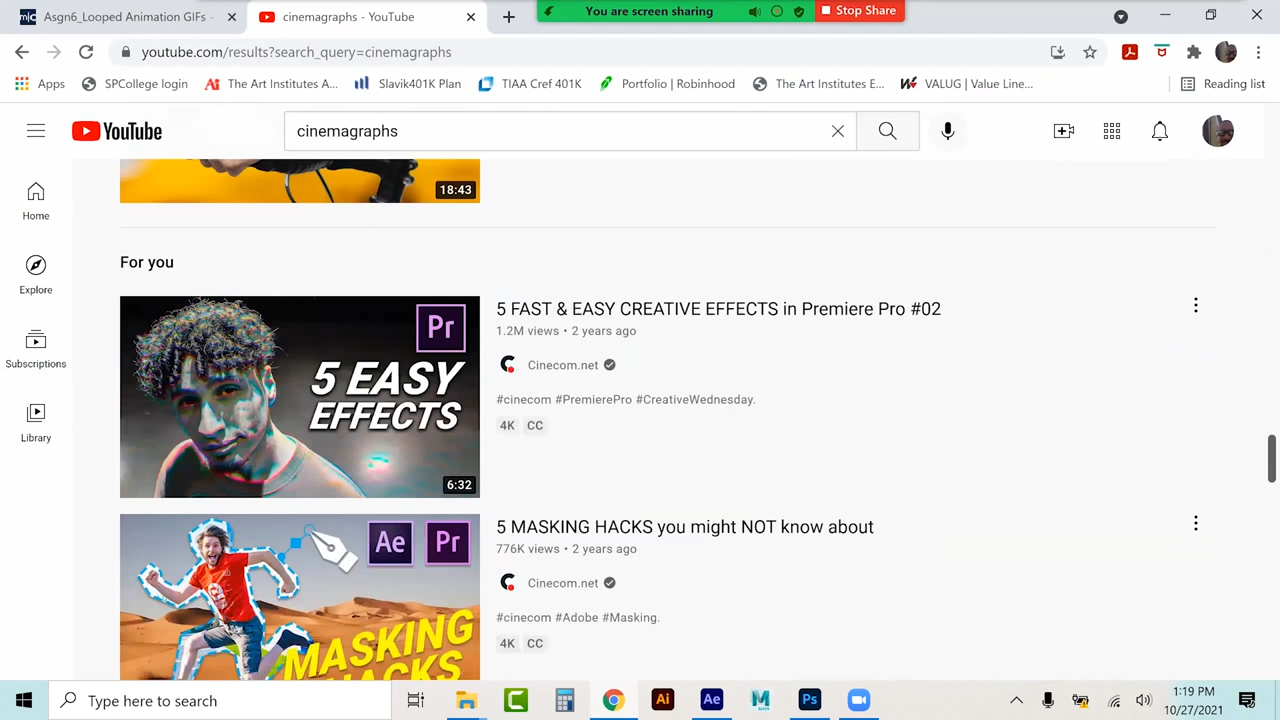 Asgn6_Looped Animation GIFs -
cinemagraphs - YouTube
You are screen sharing
Stop Share
youtube.com/results?search_query=cinemagraphs
Apps
SPCollege login
The Art Institutes A...
Slavik401K Plan
TIAA Cref 401K
Portfolio | Robinhood
The Art Institutes E...
VALUG | Value Line...
Reading list
YouTube
cinemagraphs
18:43
Home
Explore
Subscriptions
Library
For you
Pr
5 EASY
EFFECTS
6:32
5 FAST & EASY CREATIVE EFFECTS in Premiere Pro #02
1.2M views • 2 years ago
Cinecom.net
#cinecom #PremierePro #CreativeWednesday.
4K CC
Ae Pr
MASKING
HACKS
5 MASKING HACKS you might NOT know about
776K views • 2 years ago
Cinecom.net
#cinecom #Adobe #Masking.
4K CC
Type here to search
Ai
Ae
M
Ps
1:19 PM
10/27/2021